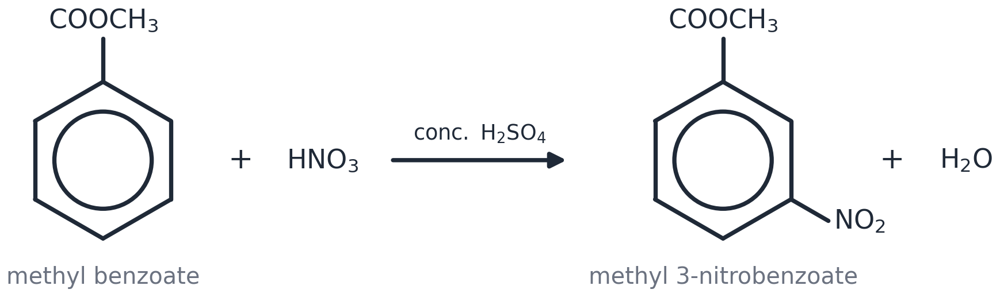 COOCH₃ COOCH₃
conc. H₂SO₄
+ HNO₃ + H₂O
NO₂
methyl benzoate methyl 3-nitrobenzoate